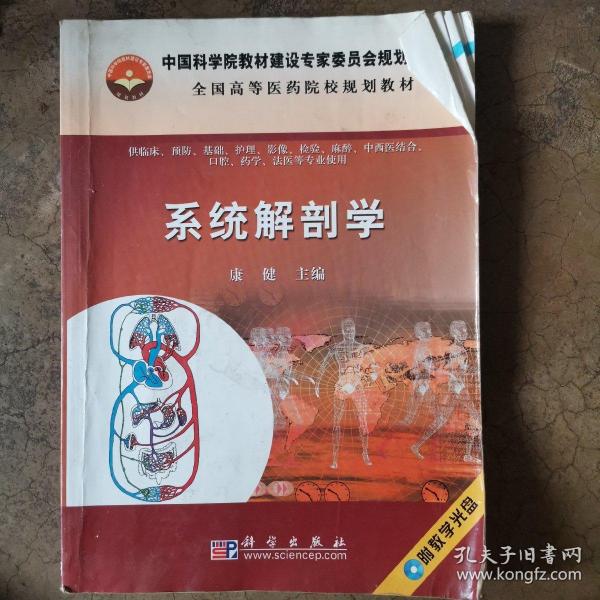 中国科学院教材建设专家委员会规划
全国高等医药院校规划教材
供临床、预防、基础、护理、影像、检验、麻醉、中西医结合、
口腔、药学、法医等专业使用
系统解剖学
康 健 主编
附教学光盘
科学出版社
www.sciencep.com
孔夫子旧书网
www.kongfz.com